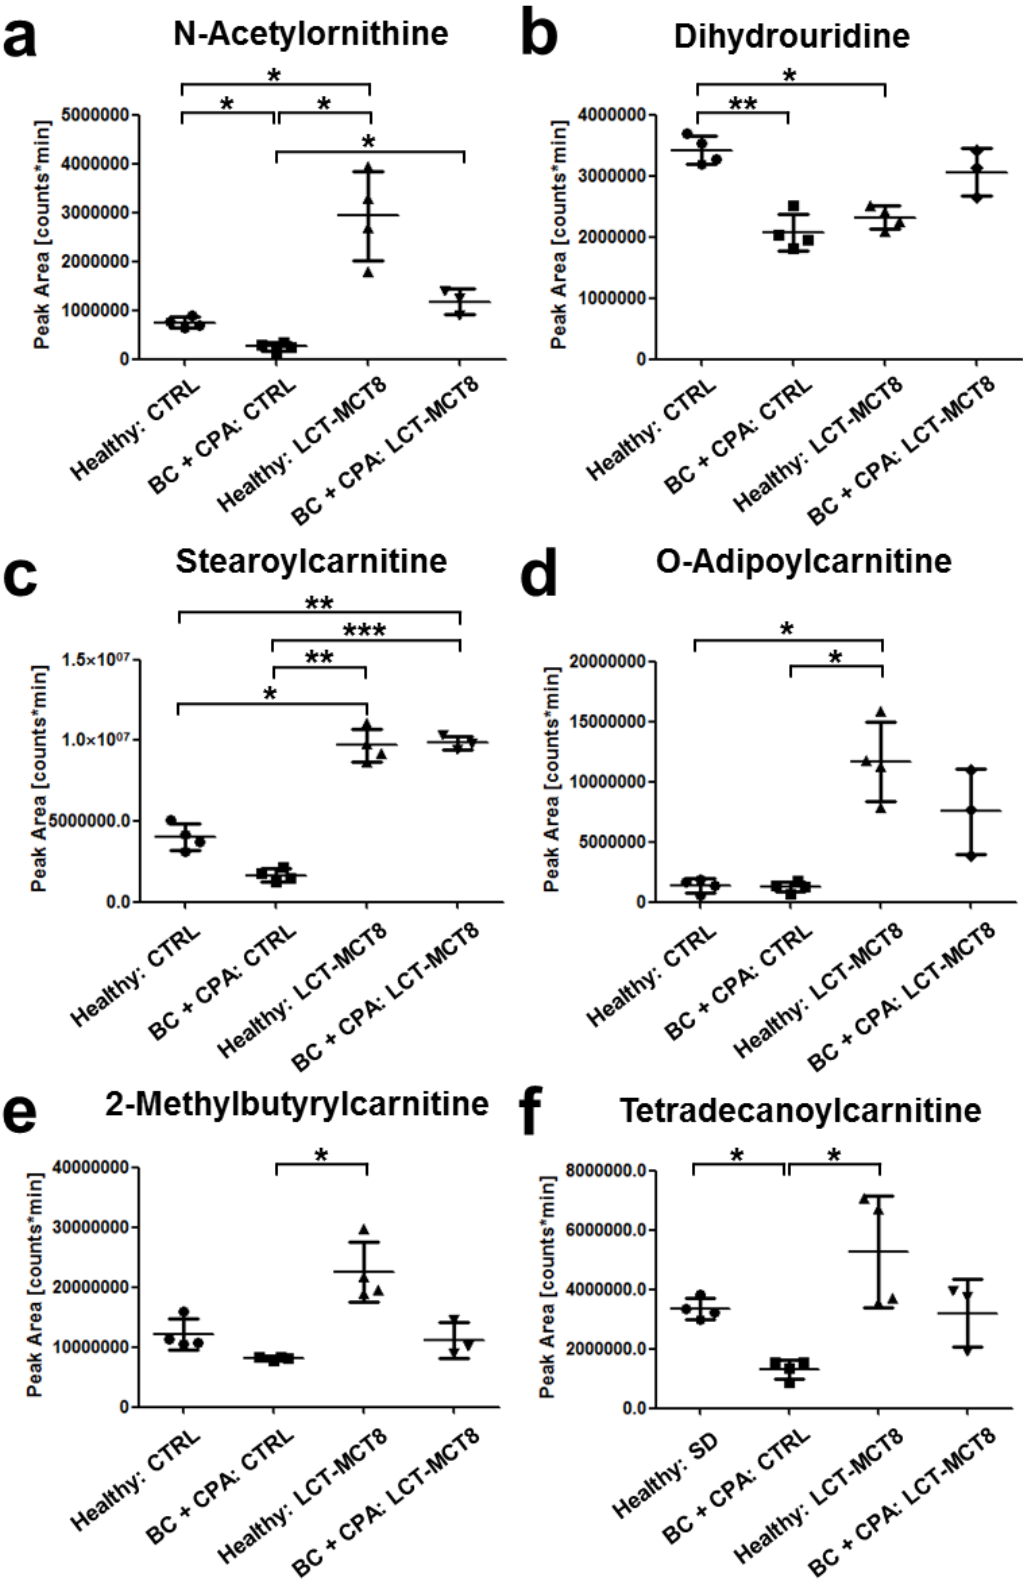 a
N-Acetylornithine
*
*
*
*
Peak Area [counts*min]
5000000
4000000
3000000
2000000
1000000
0
Healthy: CTRL
BC + CPA: CTRL
Healthy: LCT-MCT8
BC + CPA: LCT-MCT8
b
Dihydrouridine
*
**
Peak Area [counts*min]
4000000
3000000
2000000
1000000
0
Healthy: CTRL
BC + CPA: CTRL
Healthy: LCT-MCT8
BC + CPA: LCT-MCT8
c
Stearoylcarnitine
**
***
**
*
Peak Area [counts*min]
1.5×10⁰⁷
1.0×10⁰⁷
5000000.0
0.0
Healthy: CTRL
BC + CPA: CTRL
Healthy: LCT-MCT8
BC + CPA: LCT-MCT8
d
O-Adipoylcarnitine
*
*
Peak Area [counts*min]
20000000
15000000
10000000
5000000
0
Healthy: CTRL
BC + CPA: CTRL
Healthy: LCT-MCT8
BC + CPA: LCT-MCT8
e
2-Methylbutyrylcarnitine
*
Peak Area [counts*min]
40000000
30000000
20000000
10000000
0
Healthy: CTRL
BC + CPA: CTRL
Healthy: LCT-MCT8
BC + CPA: LCT-MCT8
f
Tetradecanoylcarnitine
*
*
Peak Area [counts*min]
8000000.0
6000000.0
4000000.0
2000000.0
0.0
Healthy: SD
BC + CPA: CTRL
Healthy: LCT-MCT8
BC + CPA: LCT-MCT8